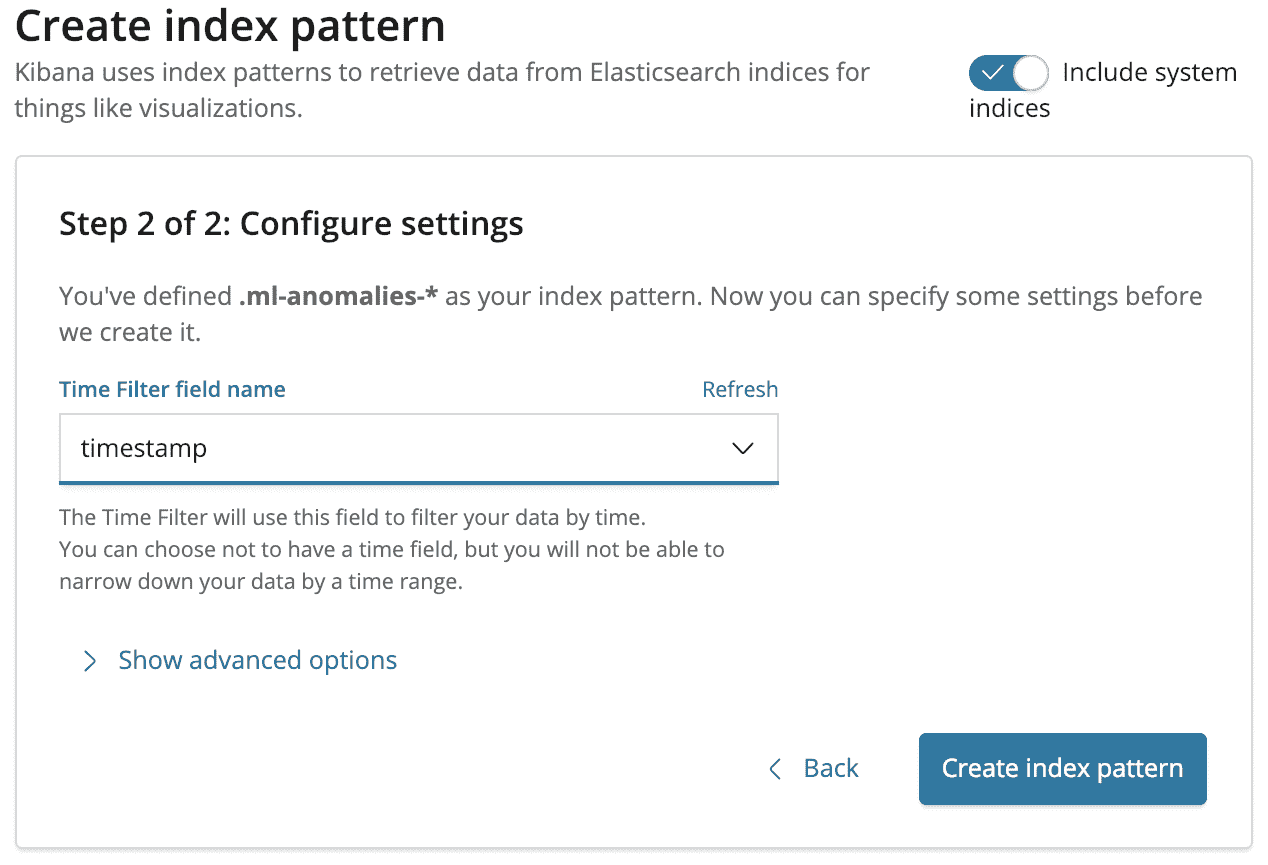 Create index pattern
Kibana uses index patterns to retrieve data from Elasticsearch indices for
things like visualizations.
Include system
indices
Step 2 of 2: Configure settings
You've defined .ml-anomalies-* as your index pattern. Now you can specify some settings before
we create it.
Time Filter field name
Refresh
timestamp
The Time Filter will use this field to filter your data by time.
You can choose not to have a time field, but you will not be able to
narrow down your data by a time range.
Show advanced options
Back
Create index pattern